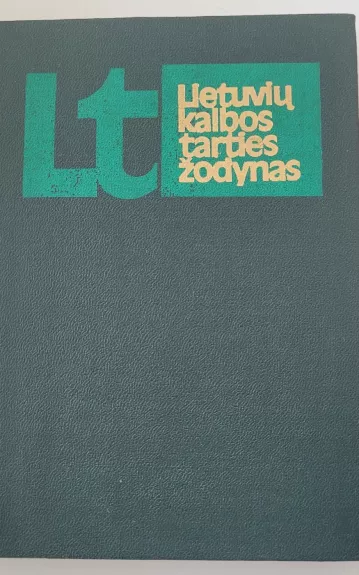 Lt
Lietuvių
kalbos
tarties
žodynas